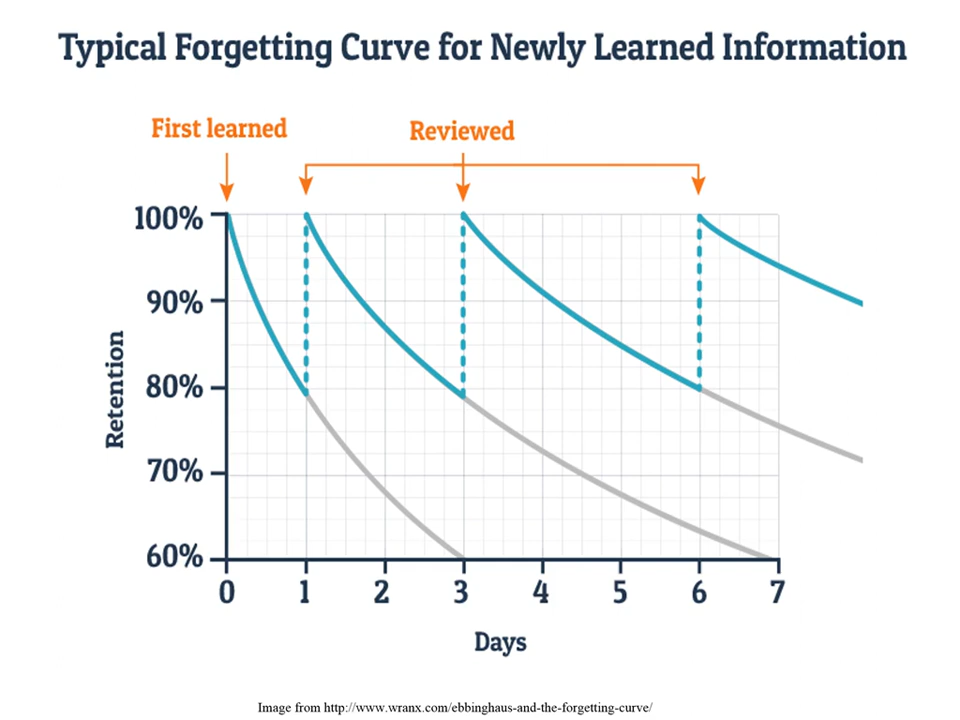 Typical Forgetting Curve for Newly Learned Information
First learned
Reviewed
100%
90%
80%
70%
60%
Retention
0 1 2 3 4 5 6 7
Days
Image from http://www.wranx.com/ebbinghaus-and-the-forgetting-curve/